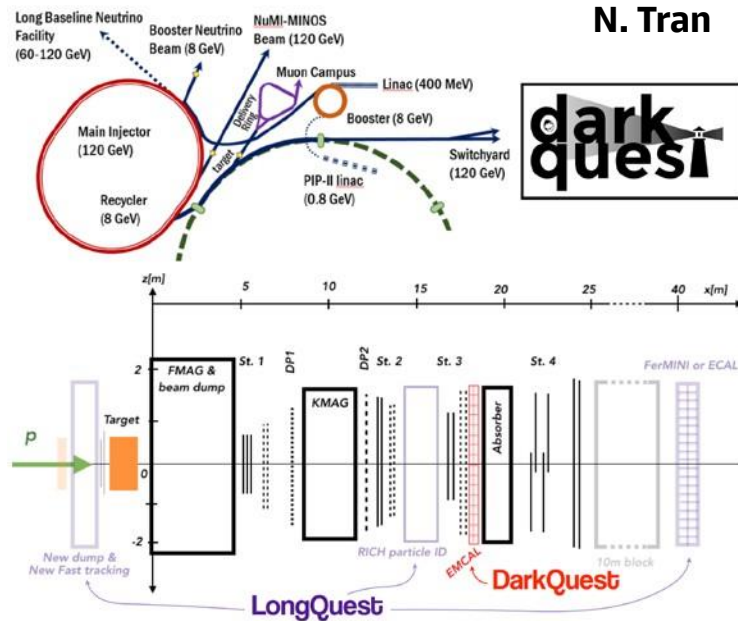 N. Tran
Long Baseline Neutrino
Facility
(60-120 GeV)
Booster Neutrino
Beam (8 GeV)
NuMI-MINOS
Beam (120 GeV)
Muon Campus
Linac (400 MeV)
Delivery
Ring
Booster (8 GeV)
Main Injector
(120 GeV)
target
Switchyard
(120 GeV)
PIP-II linac
(0.8 GeV)
Recycler
(8 GeV)
dark
quest
z[m]
5
10
15
20
25
40
x[m]
FMAG &
beam dump
St. 1
DP1
DP2
St. 2
St. 3
St. 4
FerMINI or ECAL
2
KMAG
Target
Absorber
p
0
-2
New dump &
New Fast tracking
RICH particle ID
EMCAL
10m block
DarkQuest
LongQuest